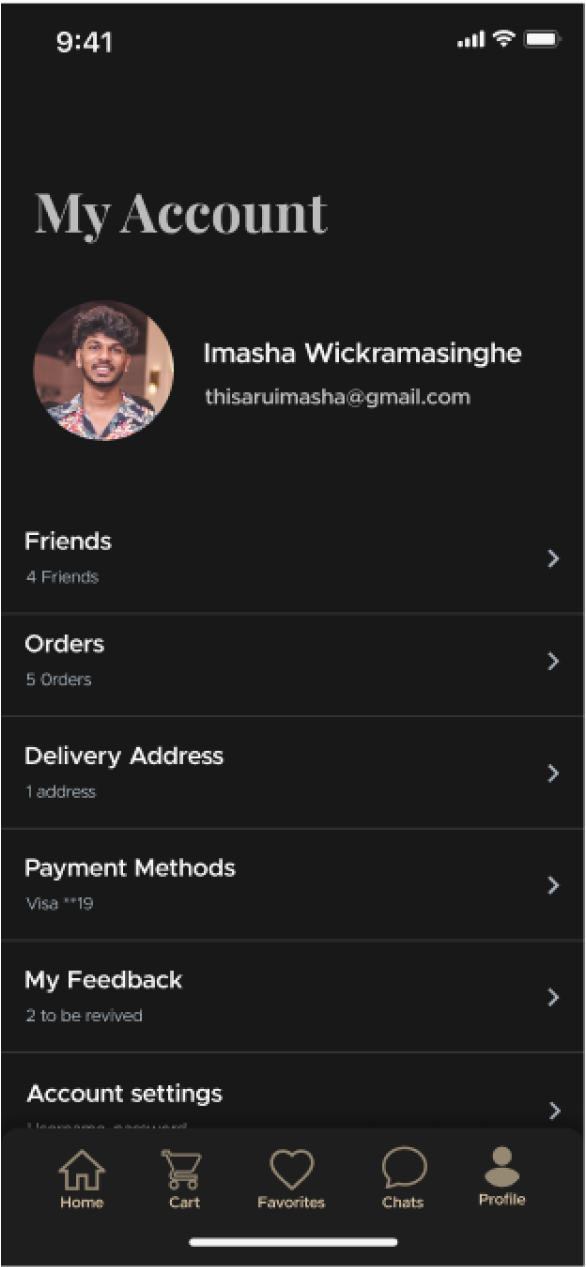 9:41
My Account
Imasha Wickramasinghe
thisaruimasha@gmail.com
Friends
4 Friends
Orders
5 Orders
Delivery Address
1 address
Payment Methods
Visa **19
My Feedback
2 to be revived
Account settings
Home Cart Favorites Chats Profile